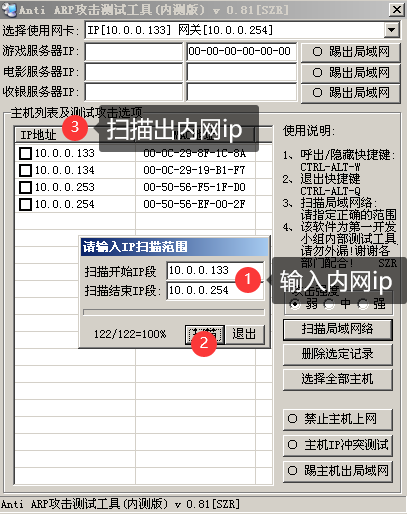 Anti ARP攻击测试工具(内测版) v 0.81[SZR]
选择使用网卡: IP[10.0.0.133] 网关[10.0.0.254]
游戏服务器IP: 00-00-00-00-00-00 踢出局域网
电影服务器IP: 踢出局域网
收银服务器IP: 踢出局域网
主机列表及测试攻击选项
3 扫描出内网ip
IP地址
10.0.0.133 00-0C-29-8F-1C-8A
10.0.0.134 00-0C-29-19-B1-F7
10.0.0.253 00-50-56-F5-1F-D0
10.0.0.254 00-50-56-EF-00-2F
使用说明:
1、呼出/隐藏快捷键:
CTRL-ALT-W
2、退出快捷键
CTRL-ALT-Q
3、扫描局域网络:
请指定正确的范围
4、该软件为第一开发
小组内部测试工具
请勿外漏!谢谢各
部门配合! SZR
请输入IP扫描范围
扫描开始IP段 10.0.0.133
扫描结束IP段: 10.0.0.254
1 输入内网ip
122/122=100% 退出
2
弱 中 强
扫描局域网络
删除选定记录
选择全部主机
禁止主机上网
主机IP冲突测试
踢主机出局域网
Anti ARP攻击测试工具(内测版) v 0.81[SZR]